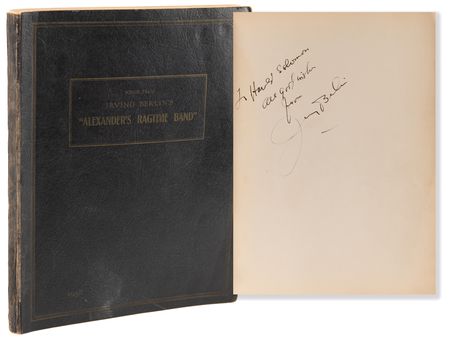 IRVING BERLIN'S
"ALEXANDER'S RAGTIME BAND"
To Harold Solomon
all good wishes
from
Irving Berlin